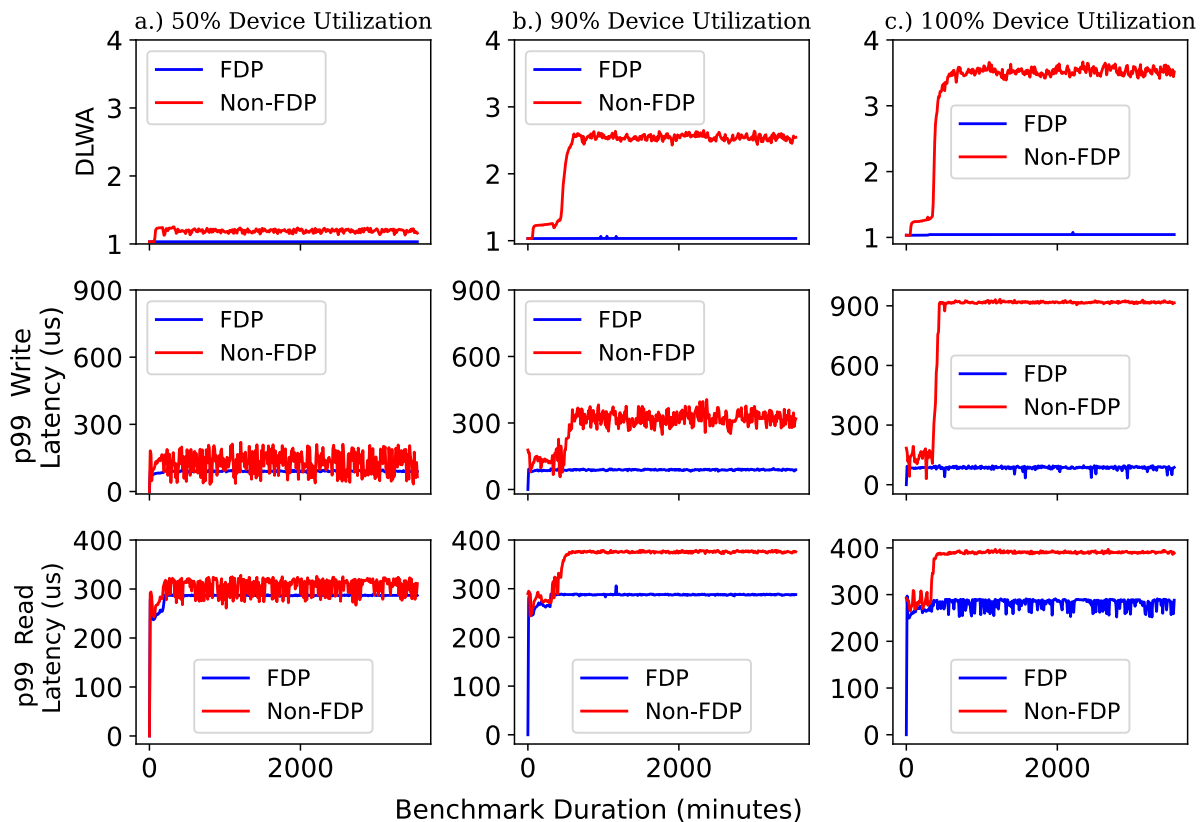 a.) 50% Device Utilization
b.) 90% Device Utilization
c.) 100% Device Utilization
DLWA
4
3
2
1
FDP
Non-FDP
4
3
2
1
FDP
Non-FDP
4
3
2
1
FDP
Non-FDP
p99 Write
Latency (us)
900
600
300
0
FDP
Non-FDP
900
600
300
0
FDP
Non-FDP
900
600
300
0
FDP
Non-FDP
p99 Read
Latency (us)
400
300
200
100
0
FDP
Non-FDP
400
300
200
100
0
FDP
Non-FDP
400
300
200
100
0
FDP
Non-FDP
0
2000
0
2000
0
2000
Benchmark Duration (minutes)